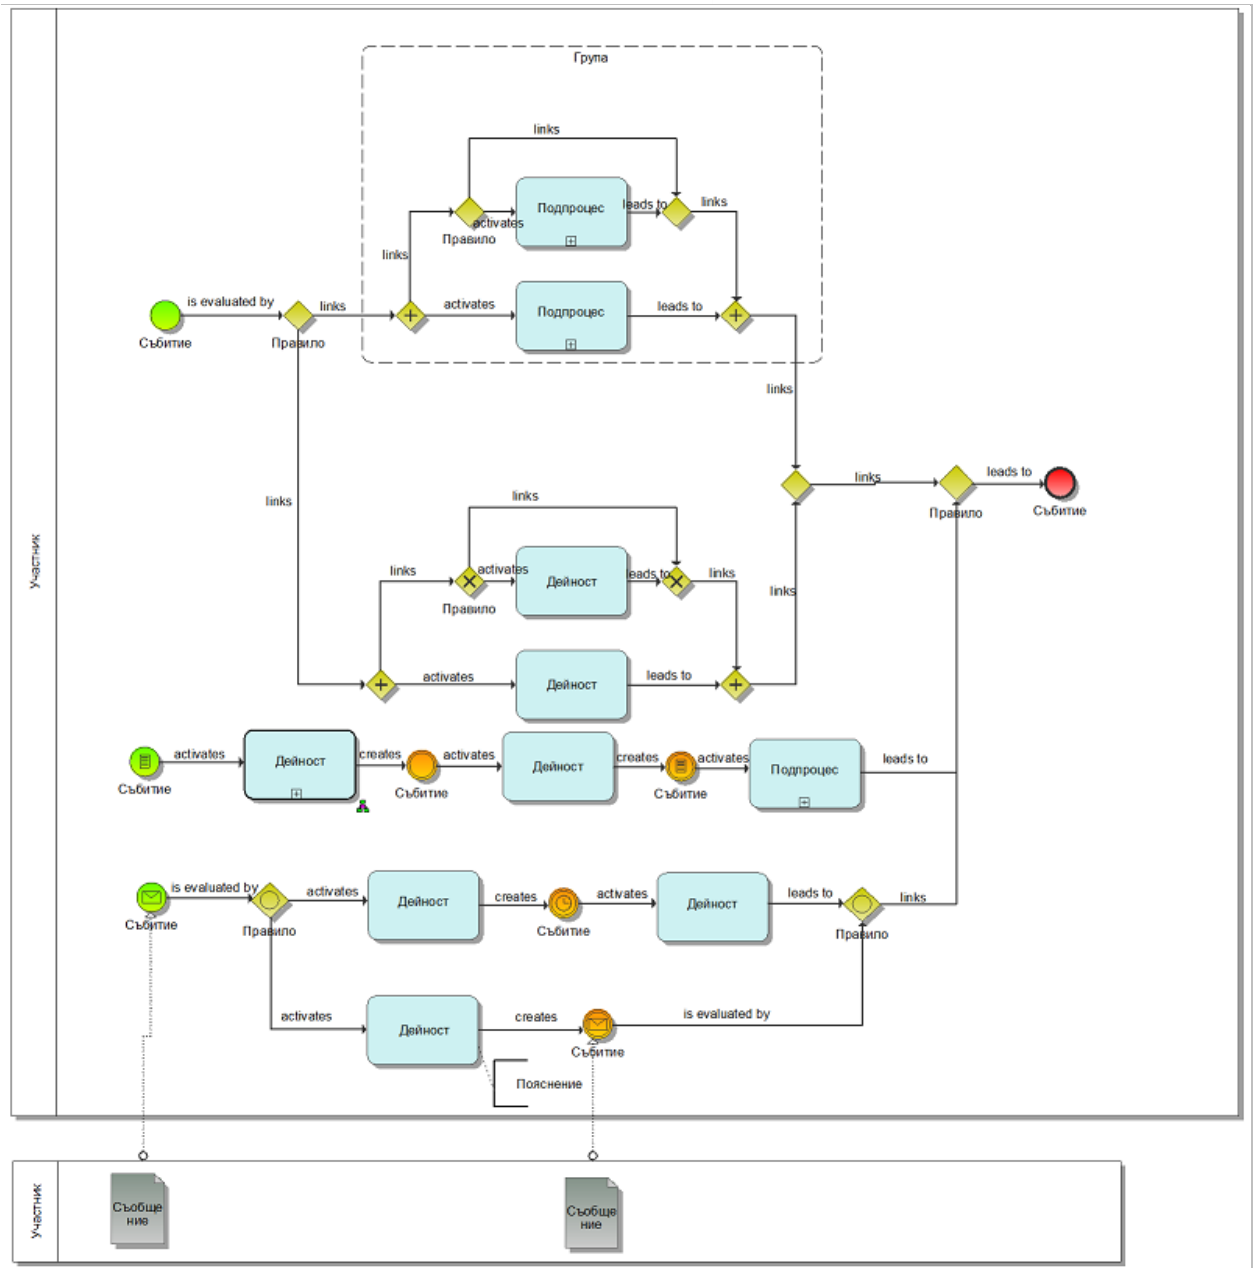 Група
links
Подпроцес
leads to
links
activates
Правило
links
is evaluated by
links
activates
Подпроцес
leads to
Събитие
Правило
links
links
leads to
links
Правило
Събитие
links
links
Участник
links
activates
Дейност
leads to
links
links
Правило
activates
Дейност
leads to
activates
Дейност
creates
activates
Дейност
creates
activates
Подпроцес
leads to
Събитие
Събитие
Събитие
is evaluated by
activates
Дейност
creates
activates
Дейност
leads to
links
Събитие
Правило
Събитие
Правило
activates
Дейност
creates
is evaluated by
Събитие
Пояснение
Участник
Съобще
ние
Съобще
ние